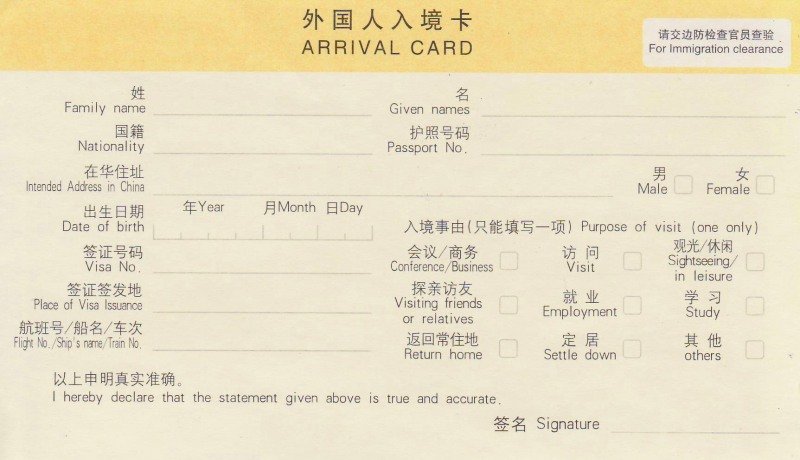 外国人入境卡
ARRIVAL CARD
请交边防检查官员查验
For Immigration clearance
姓
Family name
名
Given names
国籍
Nationality
护照号码
Passport No.
在华住址
Intended Address in China
男
Male
女
Female
出生日期
Date of birth
年Year 月Month 日Day
入境事由(只能填写一项) Purpose of visit (one only)
签证号码
Visa No.
会议/商务
Conference/Business
访问
Visit
观光/休闲
Sightseeing/
in leisure
签证签发地
Place of Visa Issuance
探亲访友
Visiting friends
or relatives
就业
Employment
学习
Study
航班号/船名/车次
Flight No./Ship's name/Train No.
返回常住地
Return home
定居
Settle down
其他
others
以上申明真实准确。
I hereby declare that the statement given above is true and accurate.
签名 Signature